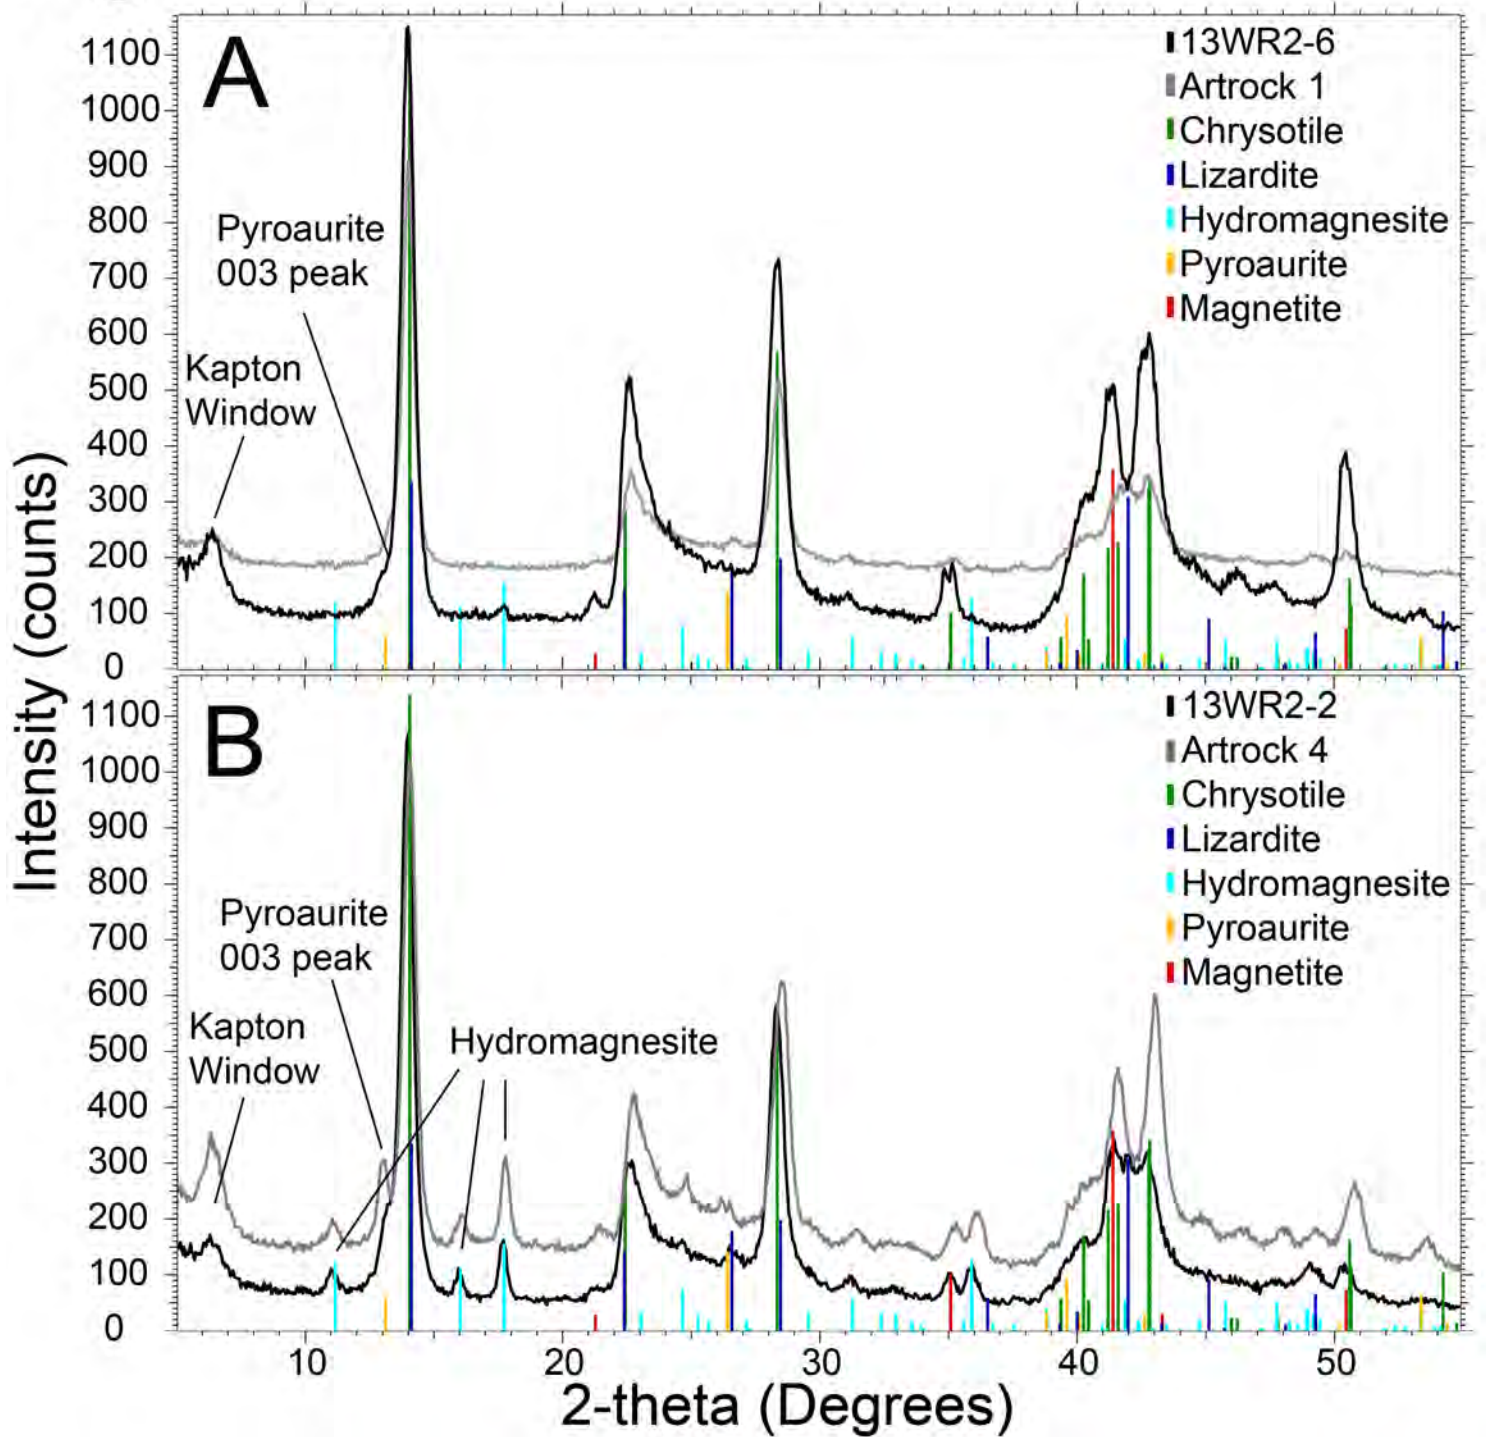 A
1100
1000
900
800
700
600
500
400
300
200
100
0
Pyroaurite
003 peak
Kapton
Window
13WR2-6
Artrock 1
Chrysotile
Lizardite
Hydromagnesite
Pyroaurite
Magnetite
Intensity (counts)
B
1100
1000
900
800
700
600
500
400
300
200
100
0
Pyroaurite
003 peak
Kapton
Window
Hydromagnesite
13WR2-2
Artrock 4
Chrysotile
Lizardite
Hydromagnesite
Pyroaurite
Magnetite
10
20
30
40
50
2-theta (Degrees)